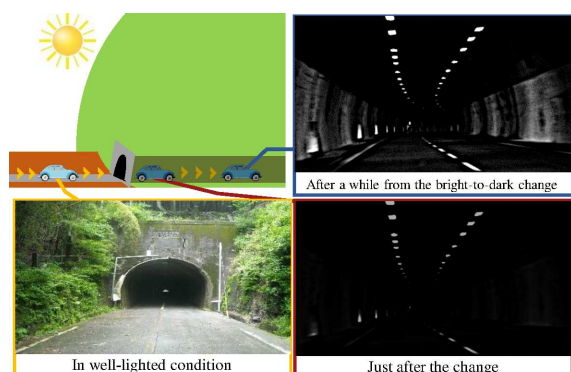 After a while from the bright-to-dark change
In well-lighted condition
Just after the change